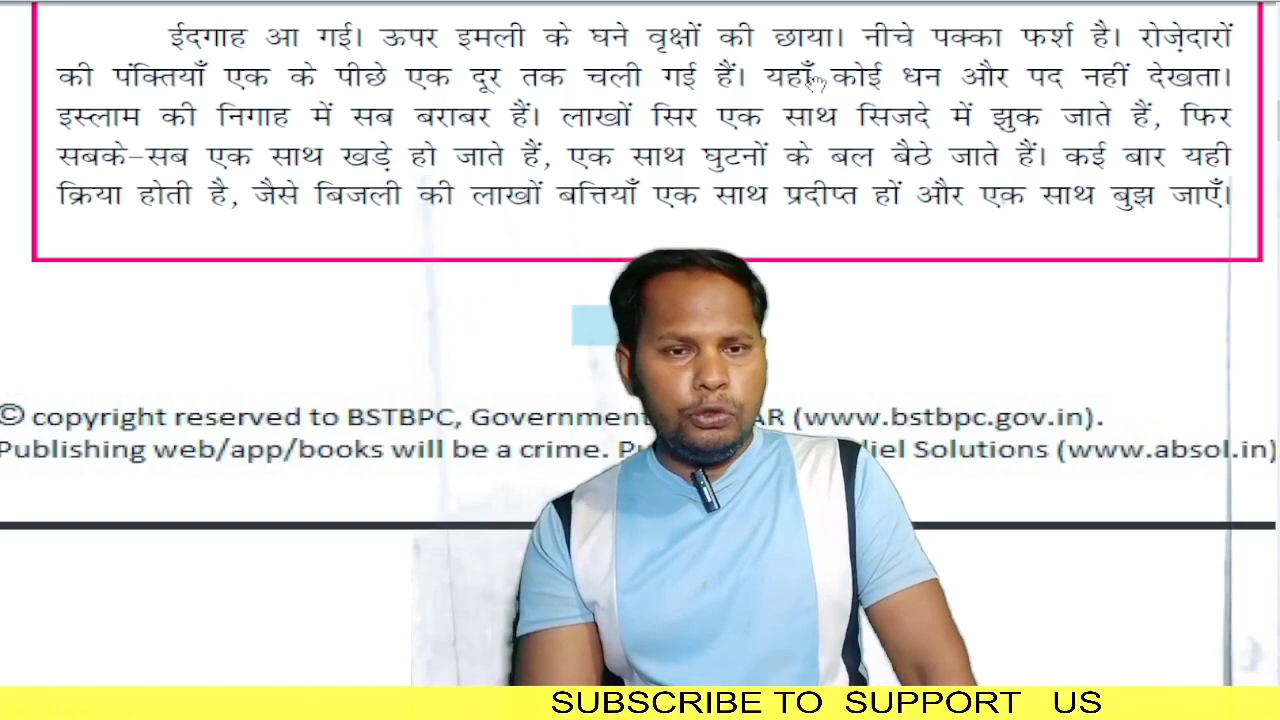 ईदगाह आ गई। ऊपर इमली के घने वृक्षों की छाया। नीचे पक्का फर्श है। रोज़ेदारों
की पंक्तियाँ एक के पीछे एक दूर तक चली गई हैं। यहाँ कोई धन और पद नहीं देखता।
इस्लाम की निगाह में सब बराबर हैं। लाखों सिर एक साथ सिजदे में झुक जाते हैं, फिर
सबके-सब एक साथ खड़े हो जाते हैं, एक साथ घुटनों के बल बैठे जाते हैं। कई बार यही
क्रिया होती है, जैसे बिजली की लाखों बत्तियाँ एक साथ प्रदीप्त हों और एक साथ बुझ जाएँ।
© copyright reserved to BSTBPC, Government (www.bstbpc.gov.in).
Publishing web/app/books will be a crime. Solutions (www.absol.in)
SUBSCRIBE TO SUPPORT US